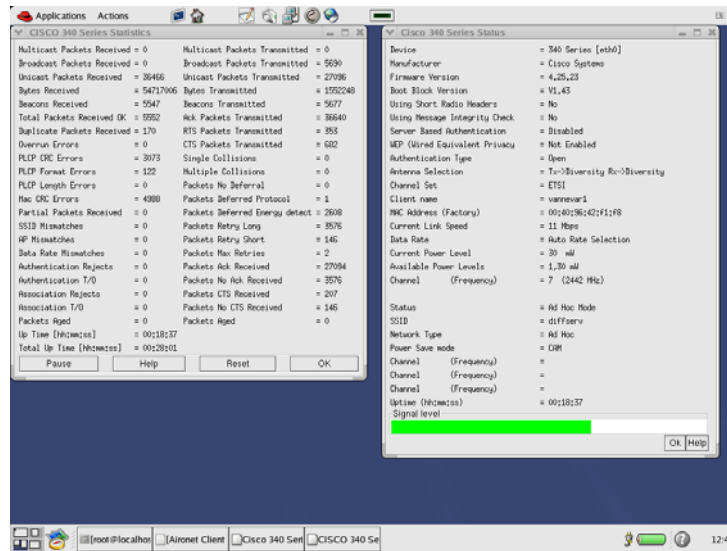 Applications Actions
CISCO 340 Series Statistics
Multicast Packets Received = 0 Multicast Packets Transmitted = 0
Broadcast Packets Received = 0 Broadcast Packets Transmitted = 5690
Unicast Packets Received = 36466 Unicast Packets Transmitted = 27096
Bytes Received = 54717006 Bytes Transmitted = 1552248
Beacons Received = 5547 Beacons Transmitted = 5677
Total Packets Received OK = 5552 Ack Packets Transmitted = 36640
Duplicate Packets Received = 170 RTS Packets Transmitted = 353
Overrun Errors = 0 CTS Packets Transmitted = 682
PLCP CRC Errors = 3073 Single Collisions = 0
PLCP Format Errors = 122 Multiple Collisions = 0
PLCP Length Errors = 0 Packets No Deferral = 0
Mac CRC Errors = 4988 Packets Deferred Protocol = 1
Partial Packets Received = 0 Packets Deferred Energy detect = 2608
SSID Mismatches = 0 Packets Retry Long = 3576
AP Mismatches = 0 Packets Retry Short = 146
Data Rate Mismatches = 0 Packets Max Retries = 2
Authentication Rejects = 0 Packets Ack Received = 27094
Authentication T/O = 0 Packets No Ack Received = 3576
Association Rejects = 0 Packets CTS Received = 207
Association T/O = 0 Packets No CTS Received = 146
Packets Aged = 0 Packets Aged = 0
Up Time [hh:mm:ss] = 00:18:37
Total Up Time [hh:mm:ss] = 00:28:01
Pause Help Reset OK
Cisco 340 Series Status
Device = 340 Series [eth0]
Manufacturer = Cisco Systems
Firmware Version = 4.25.23
Boot Block Version = V1.43
Using Short Radio Headers = No
Using Message Integrity Check = No
Server Based Authentication = Disabled
WEP (Wired Equivalent Privacy = Not Enabled
Authentication Type = Open
Antenna Selection = Tx->Diversity Rx->Diversity
Channel Set = ETSI
Client name = vannevar1
MAC Address (Factory) = 00:40:96:42:f1:f8
Current Link Speed = 11 Mbps
Data Rate = Auto Rate Selection
Current Power Level = 30 mW
Available Power Levels = 1,30 mW
Channel (Frequency) = 7 (2442 MHz)
Status = Ad Hoc Mode
SSID = diffserv
Network Type = Ad Hoc
Power Save mode = CAM
Channel (Frequency) =
Channel (Frequency) =
Channel (Frequency) =
Uptime (hh:mm:ss) = 00:18:37
Signal level
Ok Help
[root@localhos [Aironet Client Cisco 340 Seri CISCO 340 Se
12:4